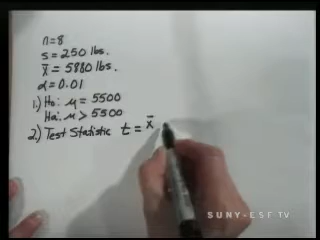 n=8
s=250 lbs.
x̄ = 5880 lbs.
α=0.01
1.) Ho: μ = 5500
Ha: μ > 5500
2.) Test Statistic t = x̄
SUNY-ESF TV